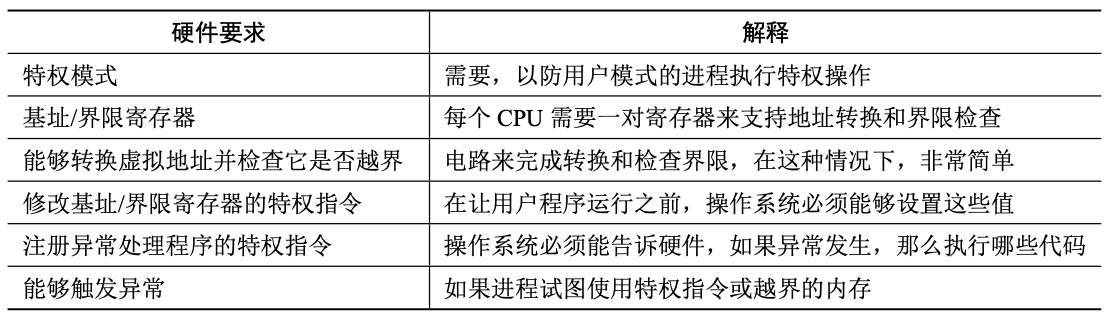 硬件要求 解释
特权模式 需要，以防用户模式的进程执行特权操作
基址/界限寄存器 每个 CPU 需要一对寄存器来支持地址转换和界限检查
能够转换虚拟地址并检查它是否越界 电路来完成转换和检查界限，在这种情况下，非常简单
修改基址/界限寄存器的特权指令 在让用户程序运行之前，操作系统必须能够设置这些值
注册异常处理程序的特权指令 操作系统必须能告诉硬件，如果异常发生，那么执行哪些代码
能够触发异常 如果进程试图使用特权指令或越界的内存